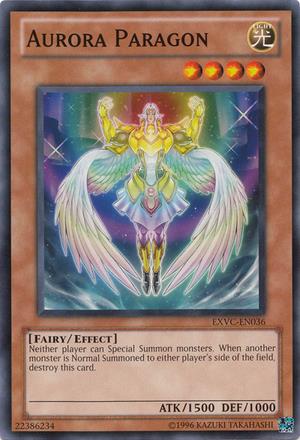 AURORA PARAGON
LIGHT
光
EXVC-EN036
[FAIRY/EFFECT]
Neither player can Special Summon monsters. When another
monster is Normal Summoned to either player's side of the field,
destroy this card.
ATK/1500 DEF/1000
22386234
©1996 KAZUKI TAKAHASHI